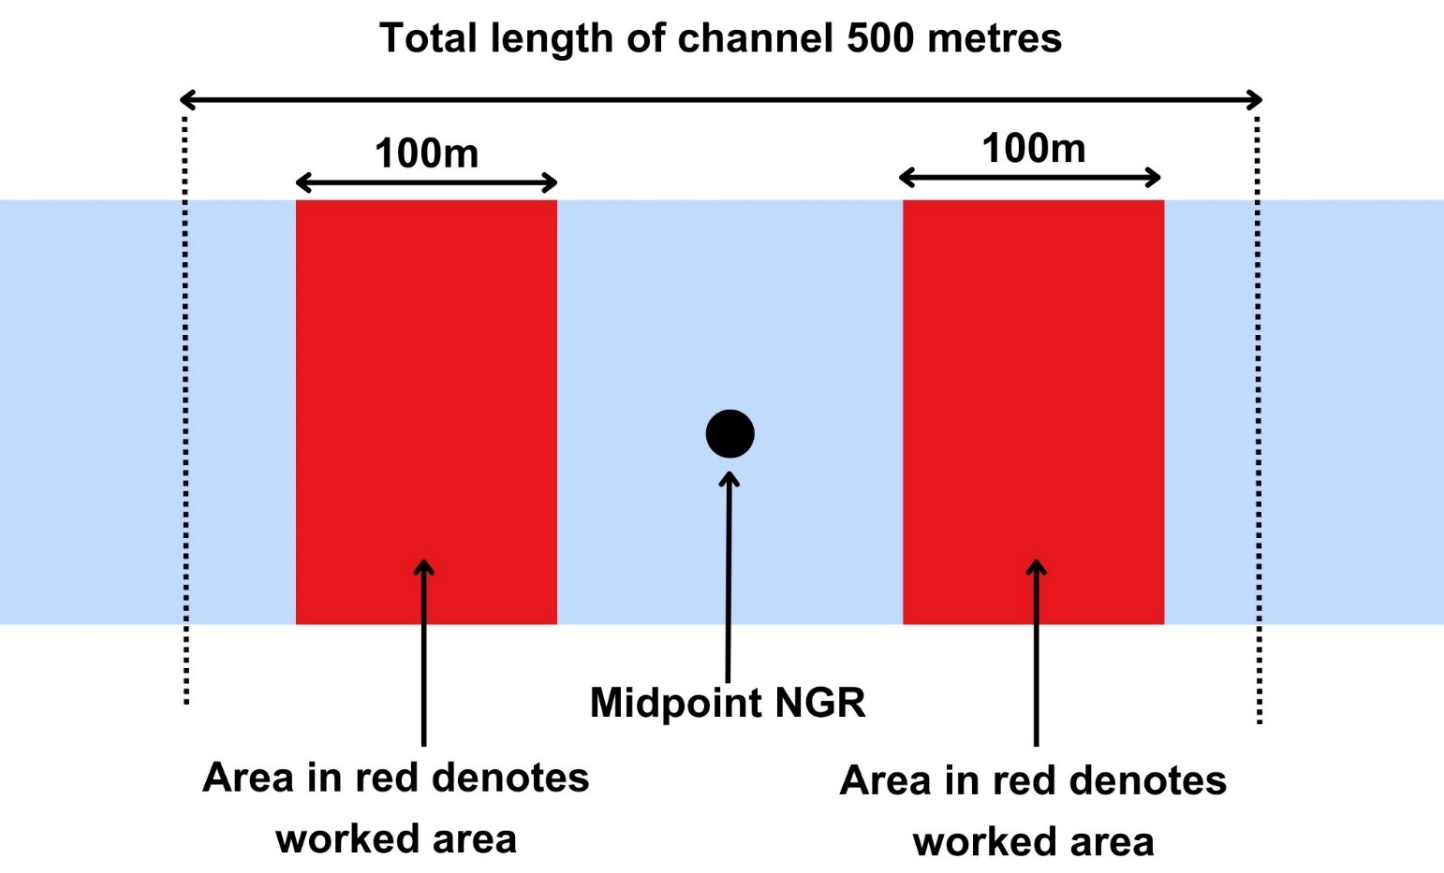 Total length of channel 500 metres
100m
100m
Midpoint NGR
Area in red denotes
worked area
Area in red denotes
worked area